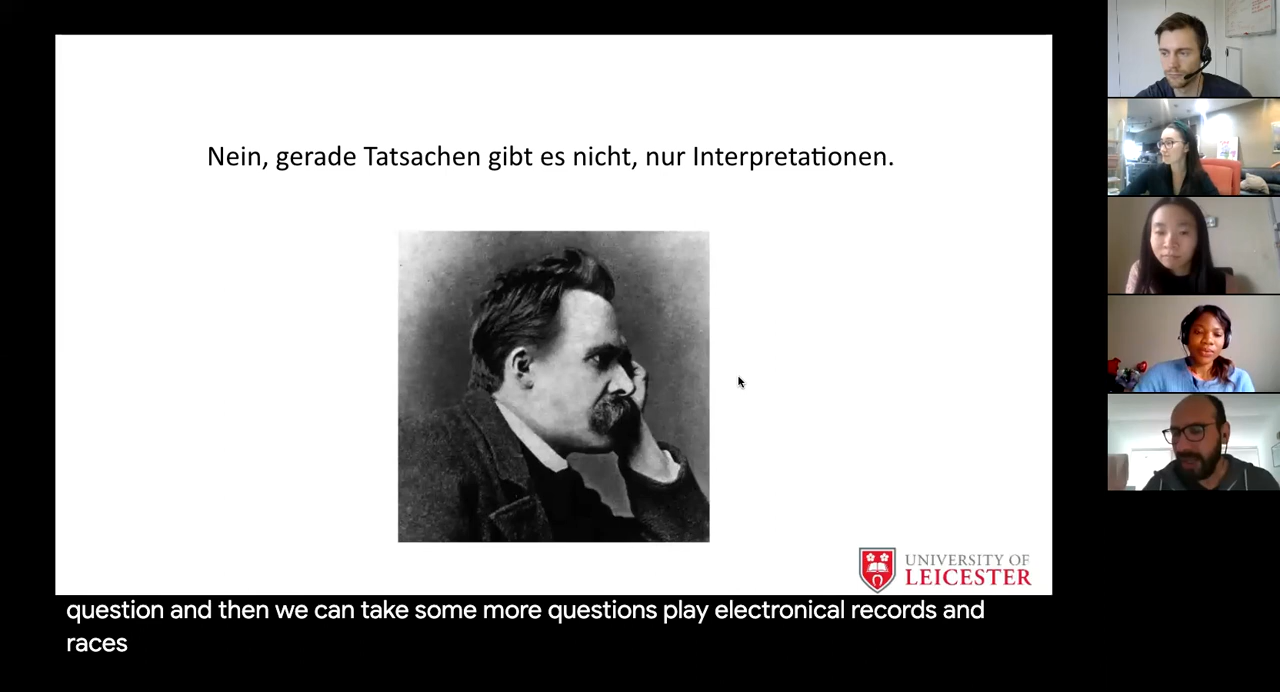 Nein, gerade Tatsachen gibt es nicht, nur Interpretationen.
UNIVERSITY OF
LEICESTER
question and then we can take some more questions play electronical records and
races